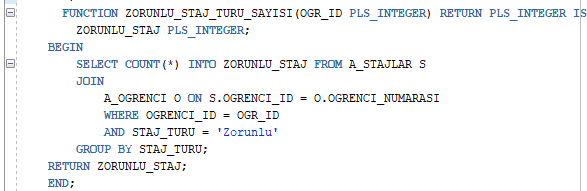 FUNCTION ZORUNLU_STAJ_TURU_SAYISI(OGR_ID PLS_INTEGER) RETURN PLS_INTEGER IS
ZORUNLU_STAJ PLS_INTEGER;
BEGIN
SELECT COUNT(*) INTO ZORUNLU_STAJ FROM A_STAJLAR S
JOIN
A_OGRENCI O ON S.OGRENCI_ID = O.OGRENCI_NUMARASI
WHERE OGRENCI_ID = OGR_ID
AND STAJ_TURU = 'Zorunlu'
GROUP BY STAJ_TURU;
RETURN ZORUNLU_STAJ;
END;